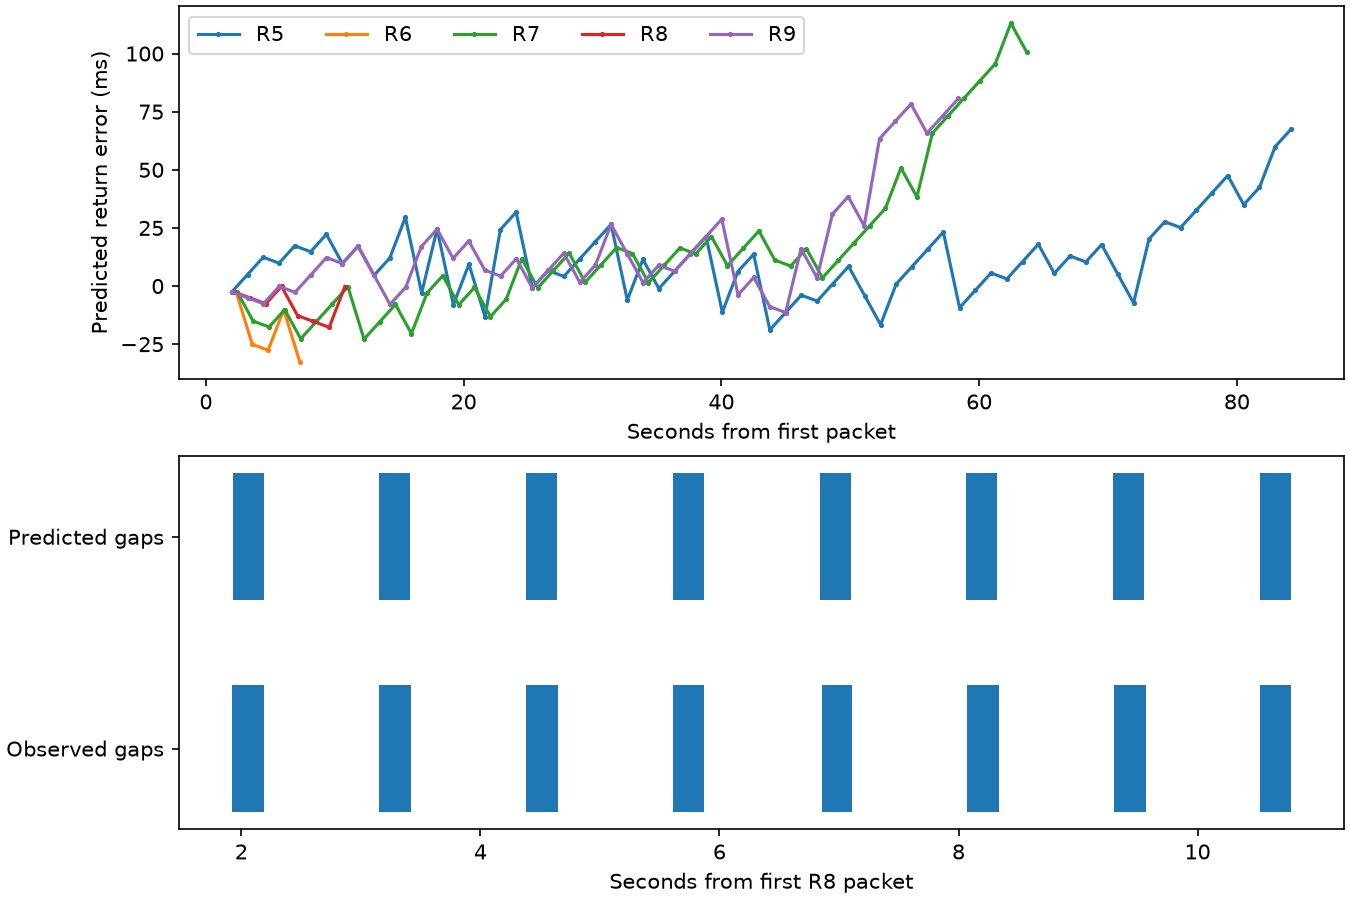 R5 R6 R7 R8 R9
Predicted return error (ms)
100
75
50
25
0
−25
0 20 40 60 80
Seconds from first packet
Predicted gaps
Observed gaps
2 4 6 8 10
Seconds from first R8 packet